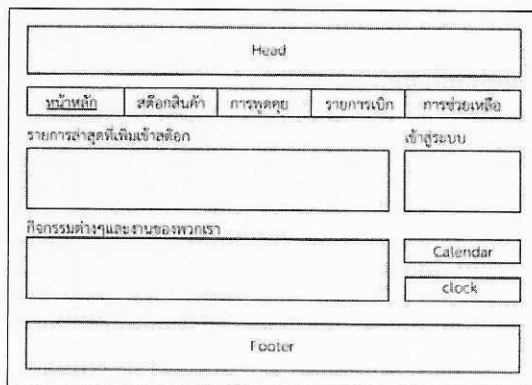 Head
หน้าหลัก สต๊อกสินค้า การพูดคุย รายการเบิก การช่วยเหลือ
รายการล่าสุดที่เพิ่มเข้าสต๊อก เข้าสู่ระบบ
กิจกรรมต่างๆและงานของพวกเรา
Calendar
clock
Footer